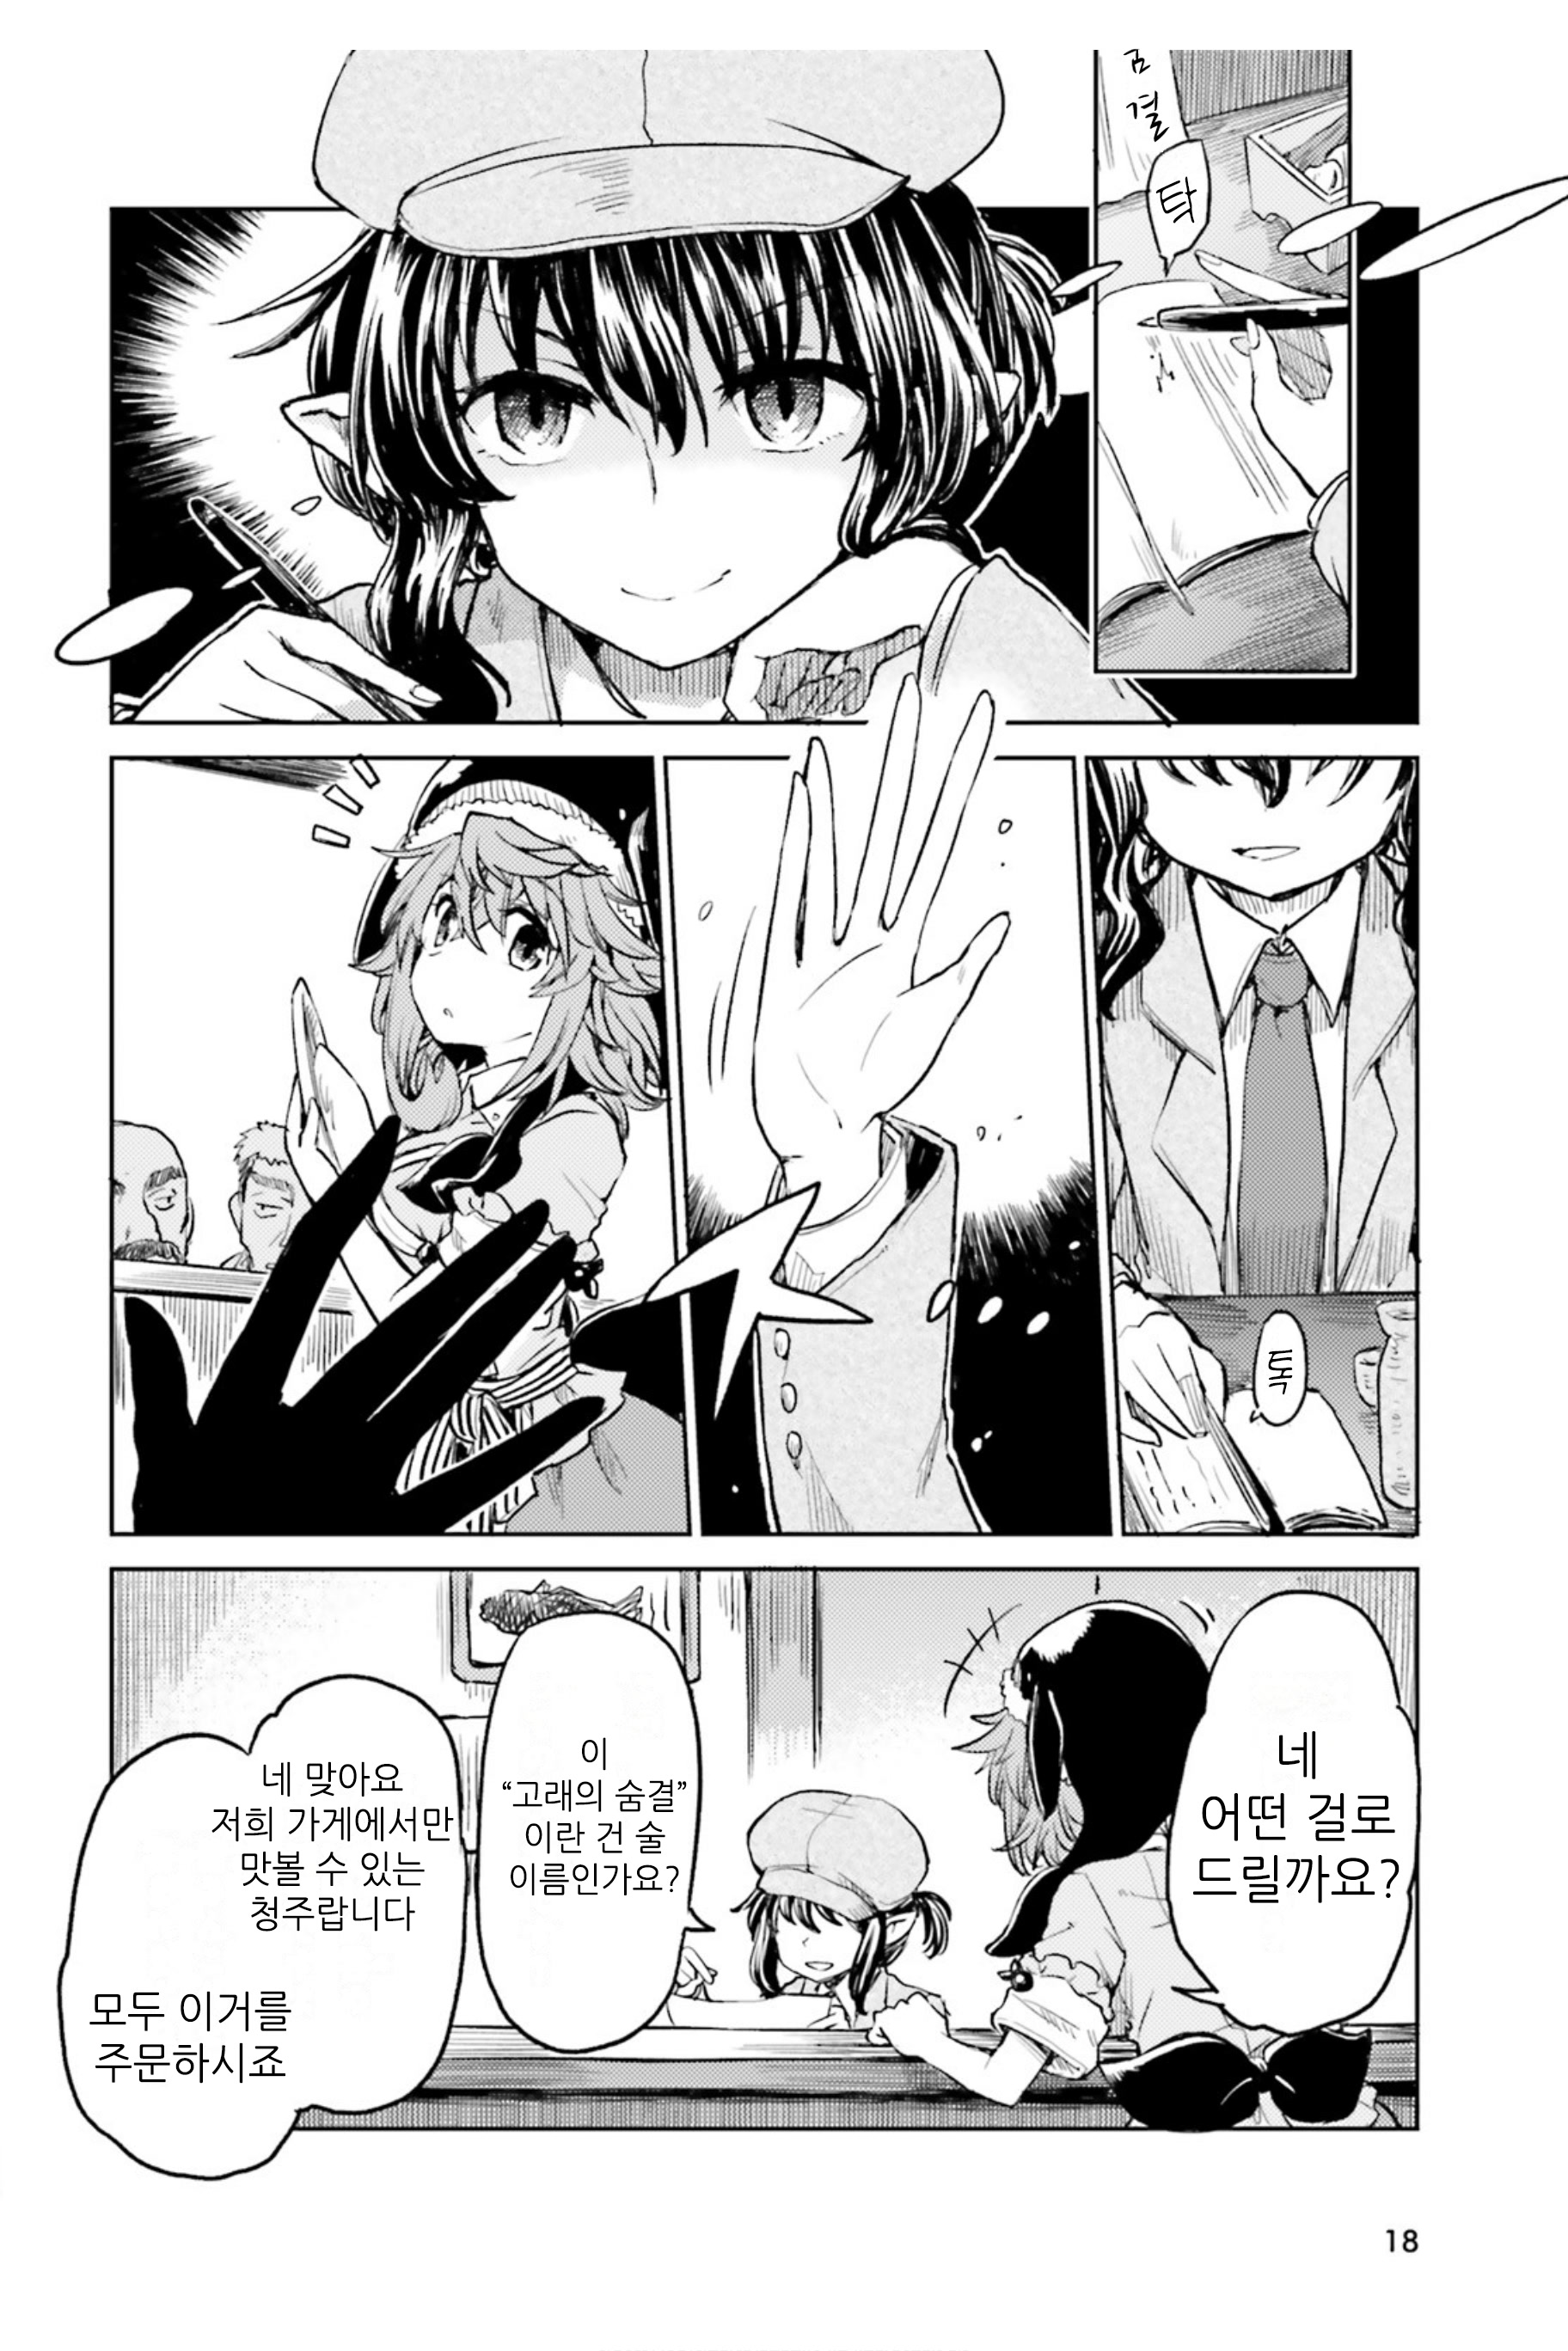 숨
결
탁
톡
네
어떤 걸로
드릴까요?
이
“고래의 숨결”
이란 건 술
이름인가요?
네 맞아요
저희 가게에서만
맛볼 수 있는
청주랍니다
모두 이거를
주문하시죠
18